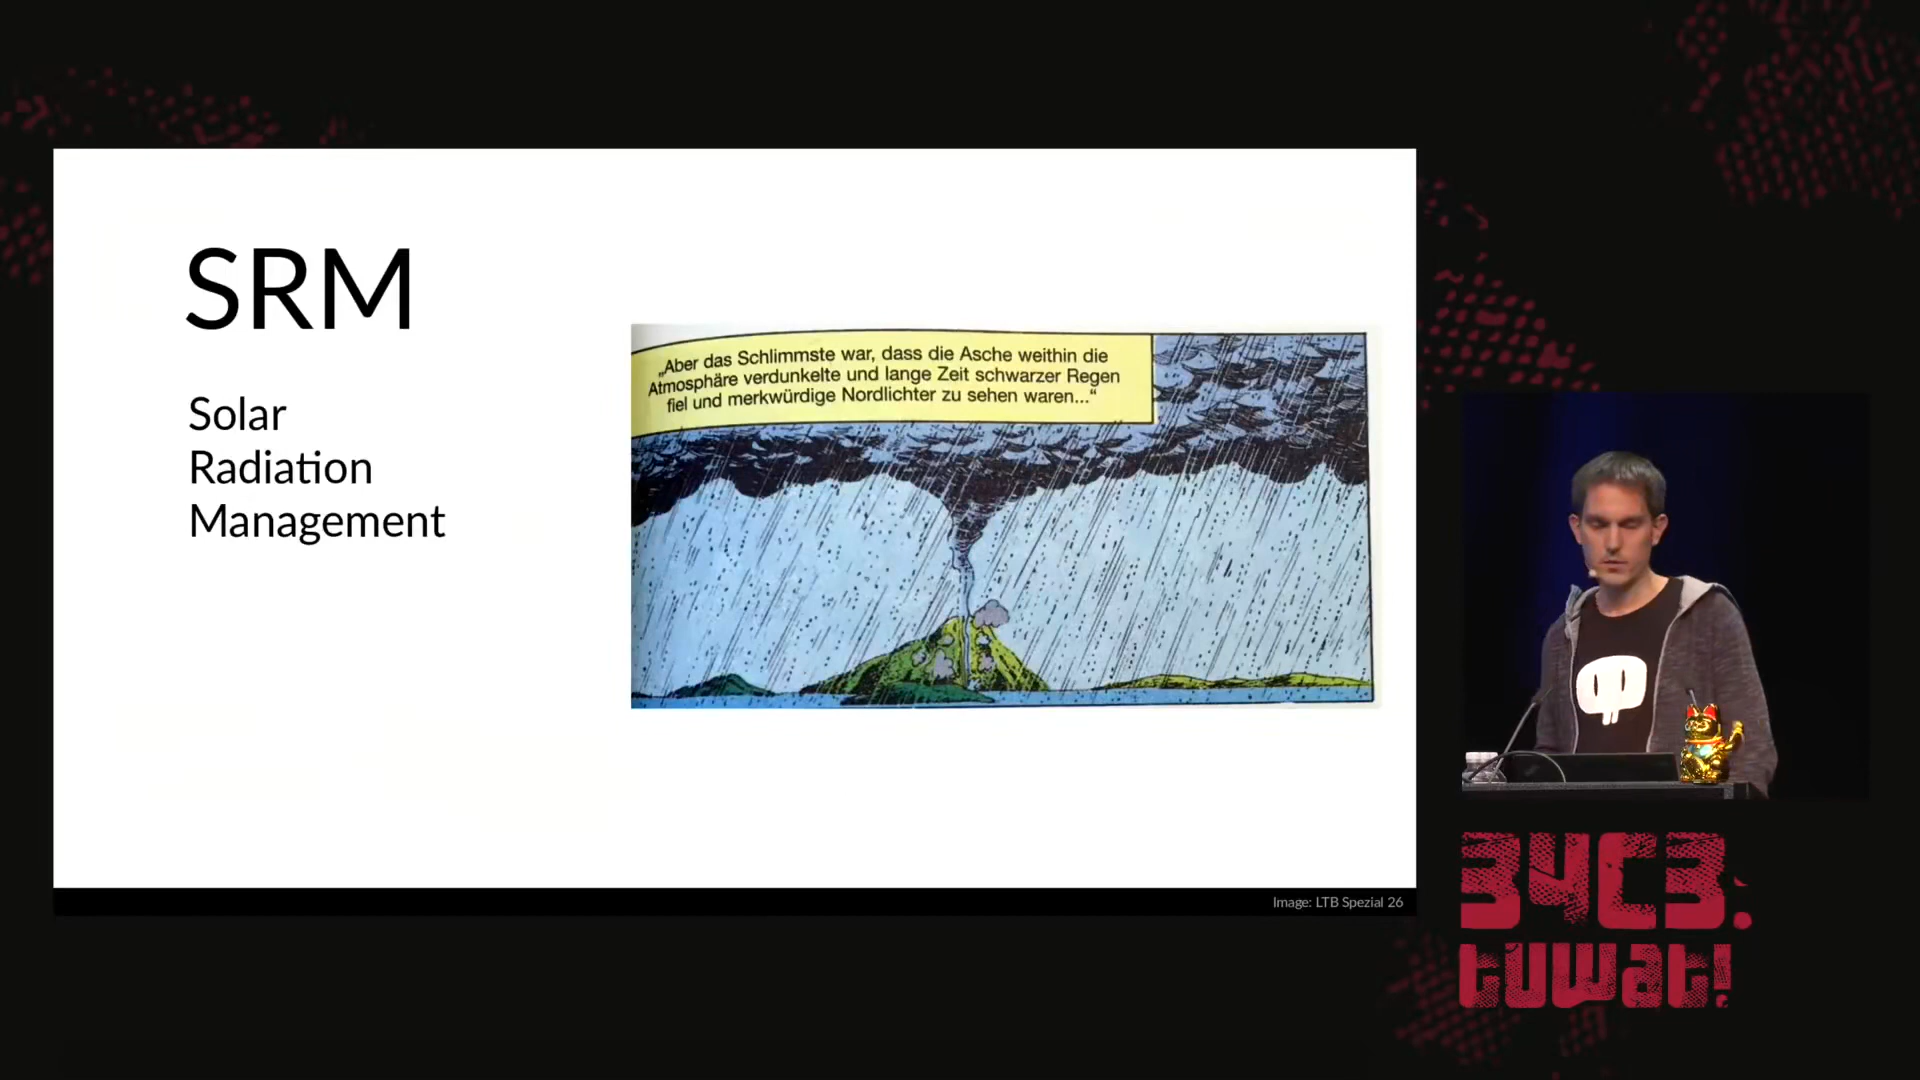 SRM
Solar
Radiation
Management
„Aber das Schlimmste war, dass die Asche weithin die
Atmosphäre verdunkelte und lange Zeit schwarzer Regen
fiel und merkwürdige Nordlichter zu sehen waren...“
Image: LTB Spezial 26
34C3.
tuwat!